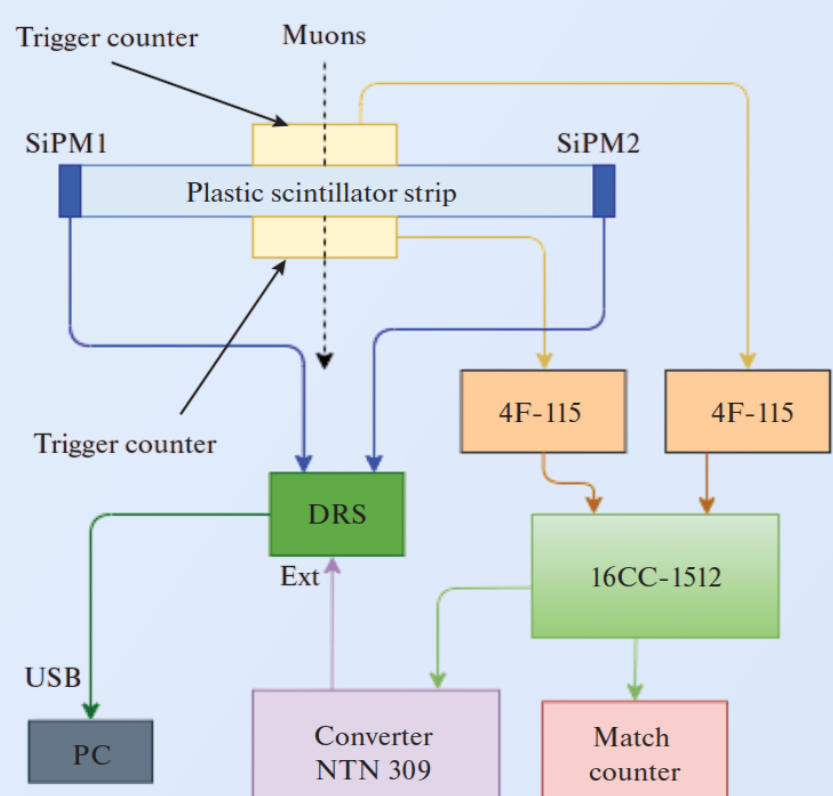 Trigger counter
Muons
SiPM1
SiPM2
Plastic scintillator strip
4F-115
4F-115
Trigger counter
DRS
16CC-1512
Ext
USB
PC
Converter
NTN 309
Match
counter